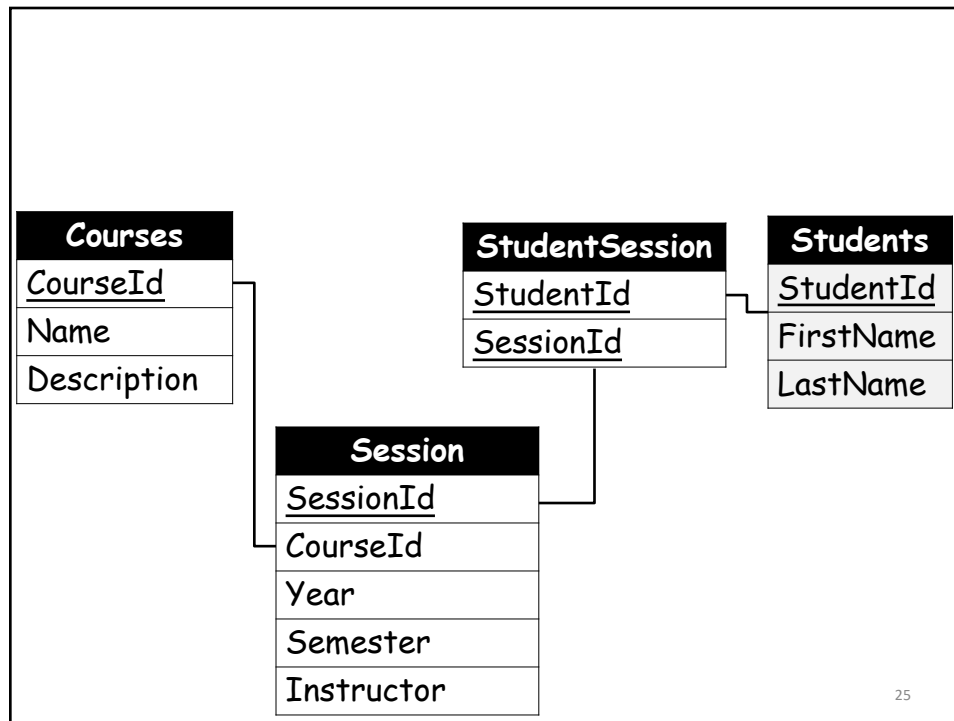 Courses
CourseId
Name
Description
StudentSession
StudentId
SessionId
Students
StudentId
FirstName
LastName
Session
SessionId
CourseId
Year
Semester
Instructor
25